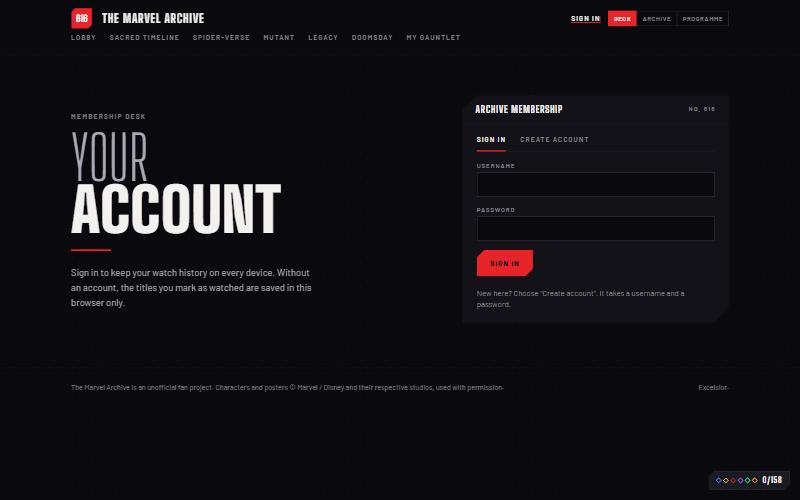 616 THE MARVEL ARCHIVE
SIGN IN DECK ARCHIVE PROGRAMME
LOBBY SACRED TIMELINE SPIDER-VERSE MUTANT LEGACY DOOMSDAY MY GAUNTLET
MEMBERSHIP DESK
YOUR
ACCOUNT
Sign in to keep your watch history on every device. Without
an account, the titles you mark as watched are saved in this
browser only.
ARCHIVE MEMBERSHIP NO. 616
SIGN IN CREATE ACCOUNT
USERNAME
PASSWORD
SIGN IN
New here? Choose "Create account". It takes a username and a
password.
The Marvel Archive is an unofficial fan project. Characters and posters © Marvel / Disney and their respective studios, used with permission.
Excelsior.
0/158